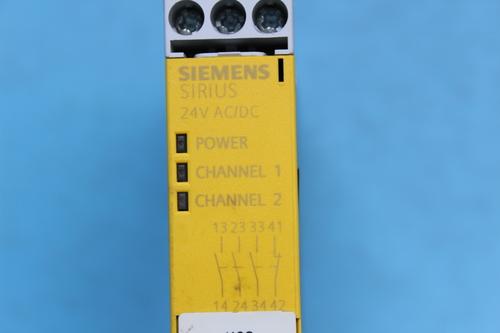 SIEMENS
SIRIUS
24V AC/DC
POWER
CHANNEL 1
CHANNEL 2
13 23 33 41
14 24 34 42